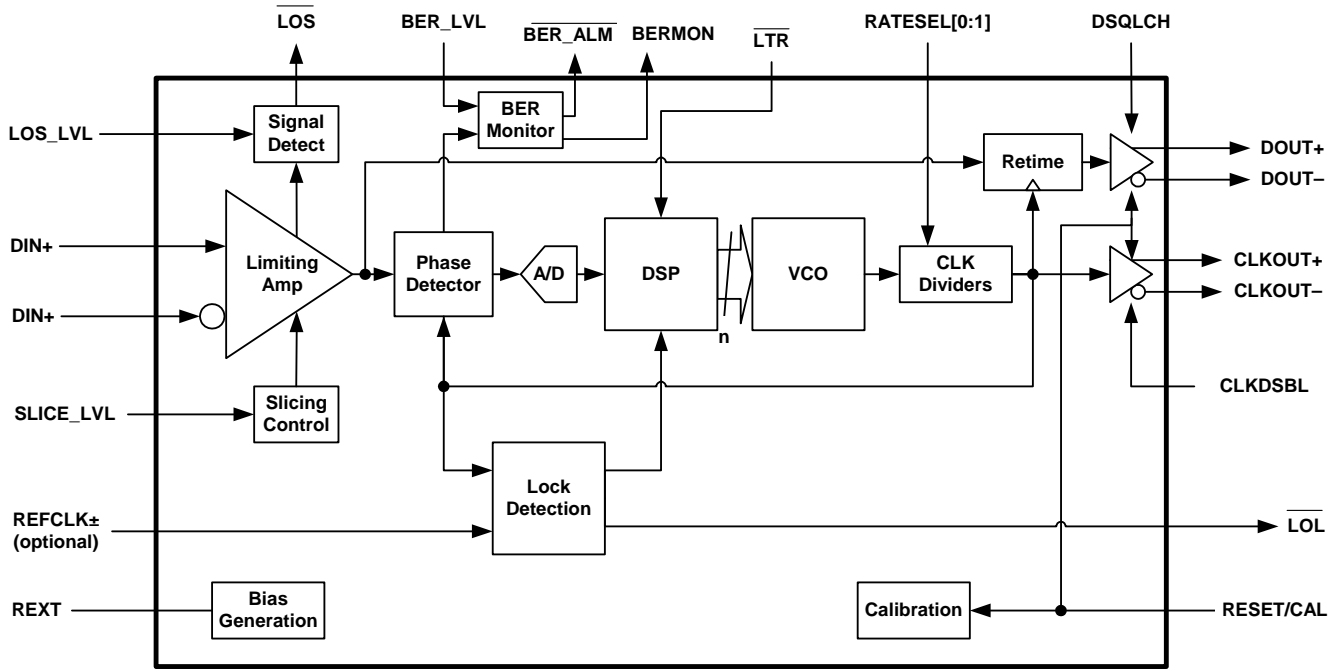 LOS
BER_LVL
BER_ALM
BERMON
LTR
RATESEL[0:1]
DSQLCH
LOS_LVL
Signal
Detect
BER
Monitor
Retime
DOUT+
DOUT–
DIN+
Limiting
Amp
Phase
Detector
A/D
DSP
n
VCO
CLK
Dividers
CLKOUT+
CLKOUT–
DIN+
SLICE_LVL
Slicing
Control
CLKDSBL
Lock
Detection
REFCLK±
(optional)
LOL
REXT
Bias
Generation
Calibration
RESET/CAL